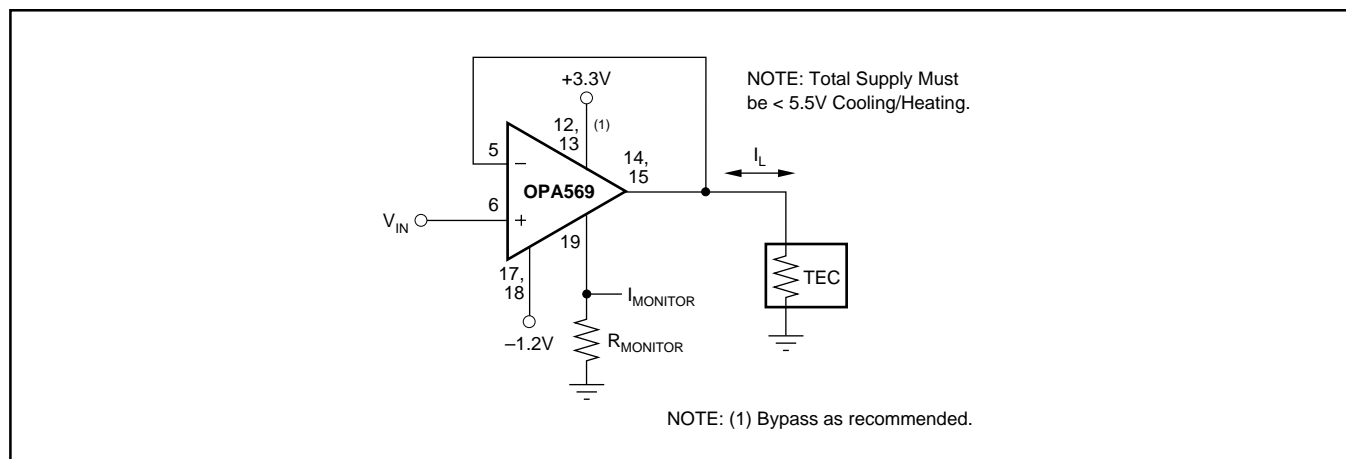 +3.3V
NOTE: Total Supply Must
be < 5.5V Cooling/Heating.
12,
13
(1)
5
−
14,
15
I_L
OPA569
V_IN
6
+
19
17,
18
TEC
I_MONITOR
–1.2V
R_MONITOR
NOTE: (1) Bypass as recommended.